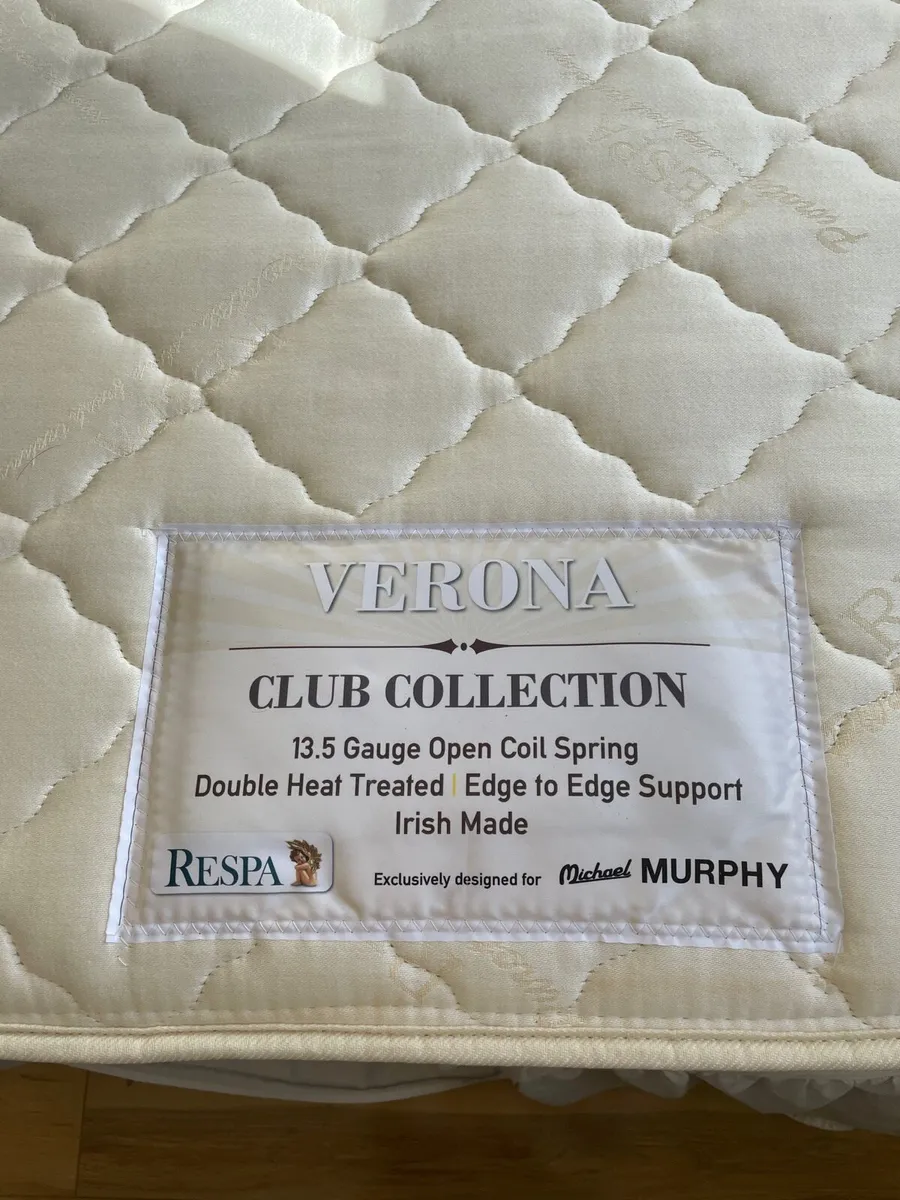 VERONA
CLUB COLLECTION
13.5 Gauge Open Coil Spring
Double Heat Treated | Edge to Edge Support
Irish Made
RESPA
Exclusively designed for Michael MURPHY